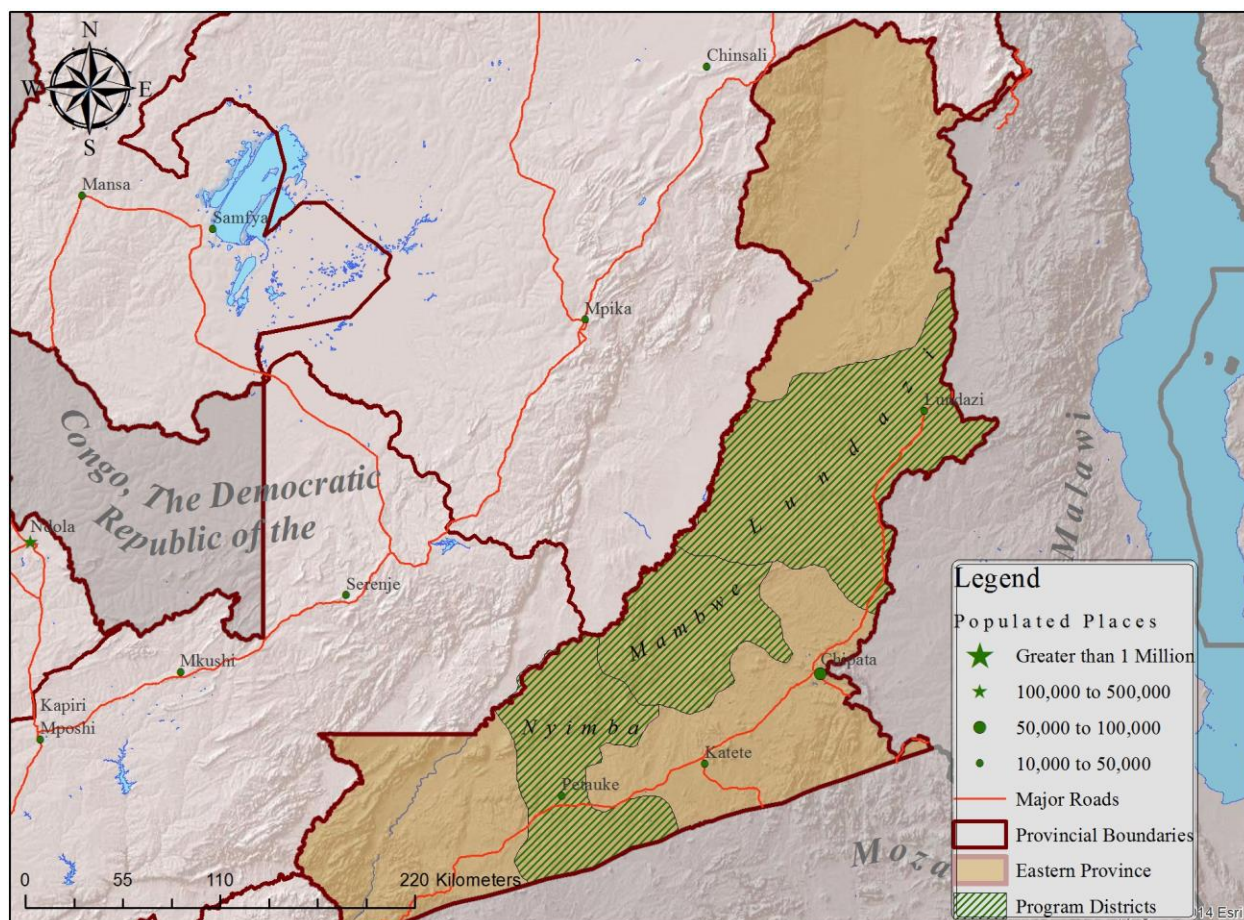 N
W E
S
Chinsali
Mansa
Samfya
Mpika
Lundazi
Lundazi
Congo, The Democratic
Republic of the
Malawi
Ndola
Serenje
Mambwe
Mkushi
Chipata
Kapiri
Mposhi
Nyimba
Katete
Petauke
Moza
0 55 110 220 Kilometers
Legend
Populated Places
Greater than 1 Million
100,000 to 500,000
50,000 to 100,000
10,000 to 50,000
Major Roads
Provincial Boundaries
Eastern Province
Program Districts
14 Esri